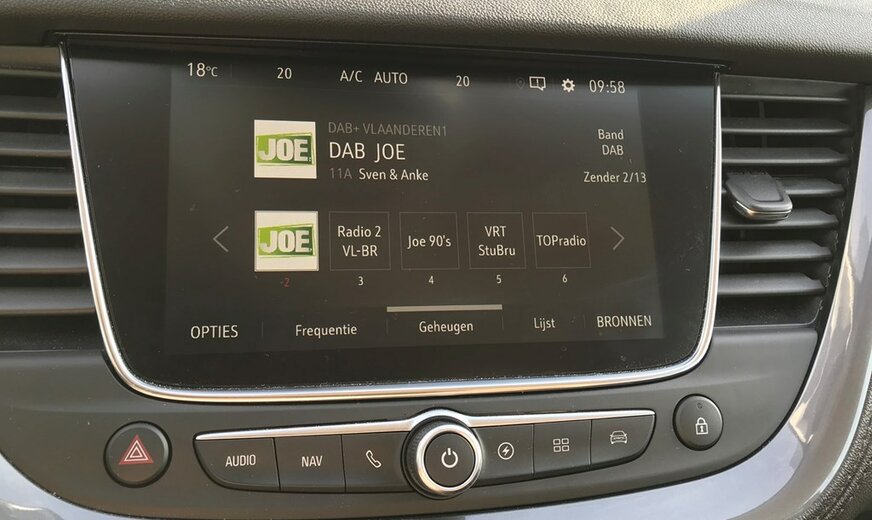 18°C 20 A/C AUTO 20 09:58
DAB+ VLAANDEREN1
JOE DAB JOE
11A Sven & Anke
Band
DAB
Zender 2/13
JOE
Radio 2
VL-BR
Joe 90's
VRT
StuBru
TOPradio
2 3 4 5 6
OPTIES Frequentie Geheugen Lijst BRONNEN
AUDIO NAV